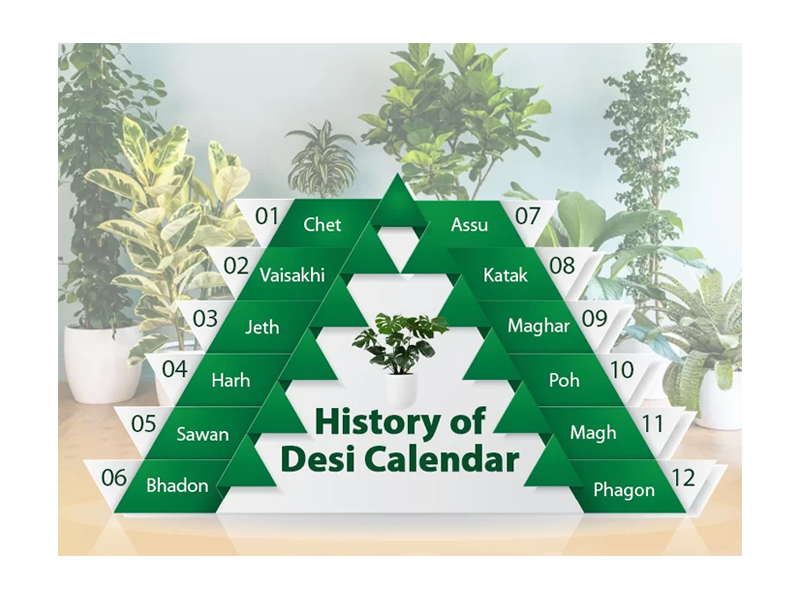 01 Chet
02 Vaisakhi
03 Jeth
04 Harh
05 Sawan
06 Bhadon
Assu 07
Katak 08
Maghar 09
Poh 10
Magh 11
Phagon 12
History of
Desi Calendar